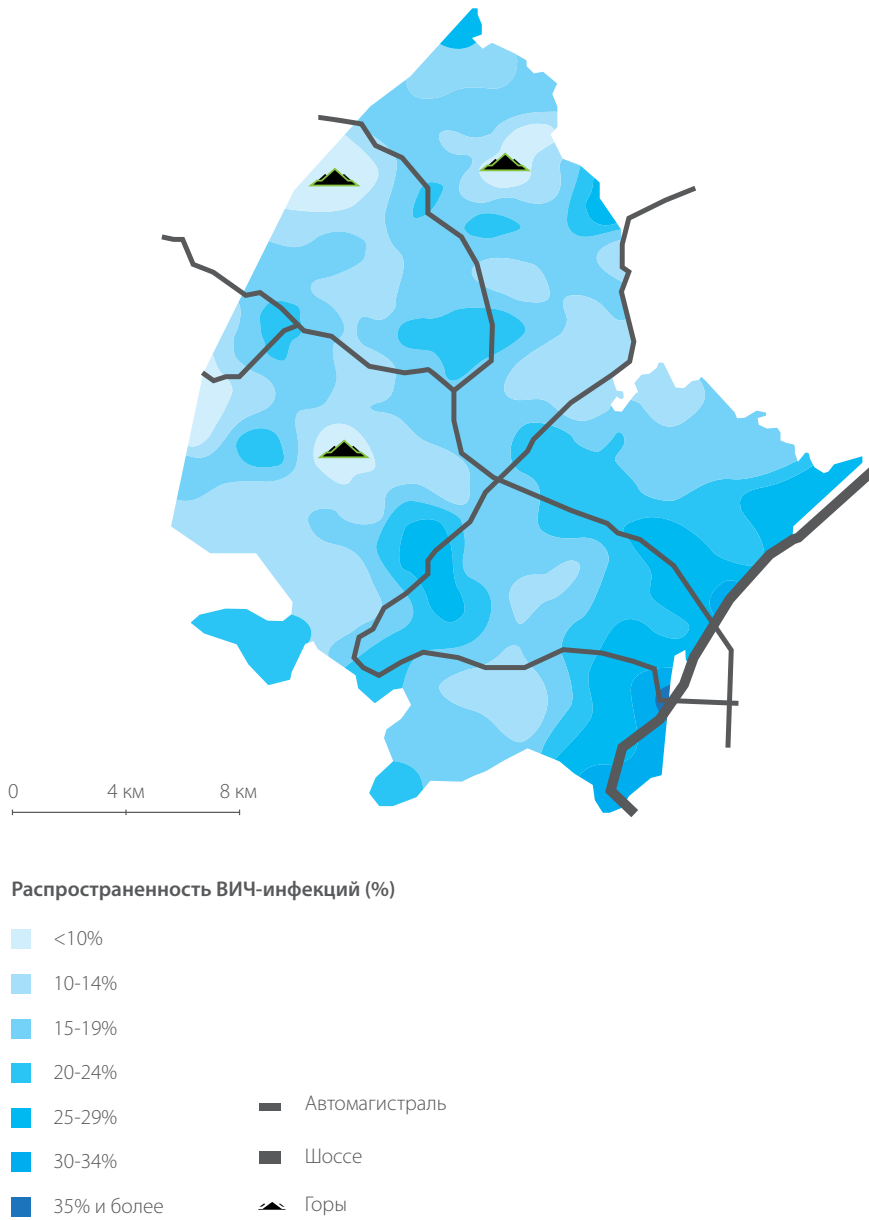 0 4 км 8 км
Распространенность ВИЧ-инфекций (%)
<10%
10-14%
15-19%
20-24%
25-29%
30-34%
35% и более
Автомагистраль
Шоссе
Горы